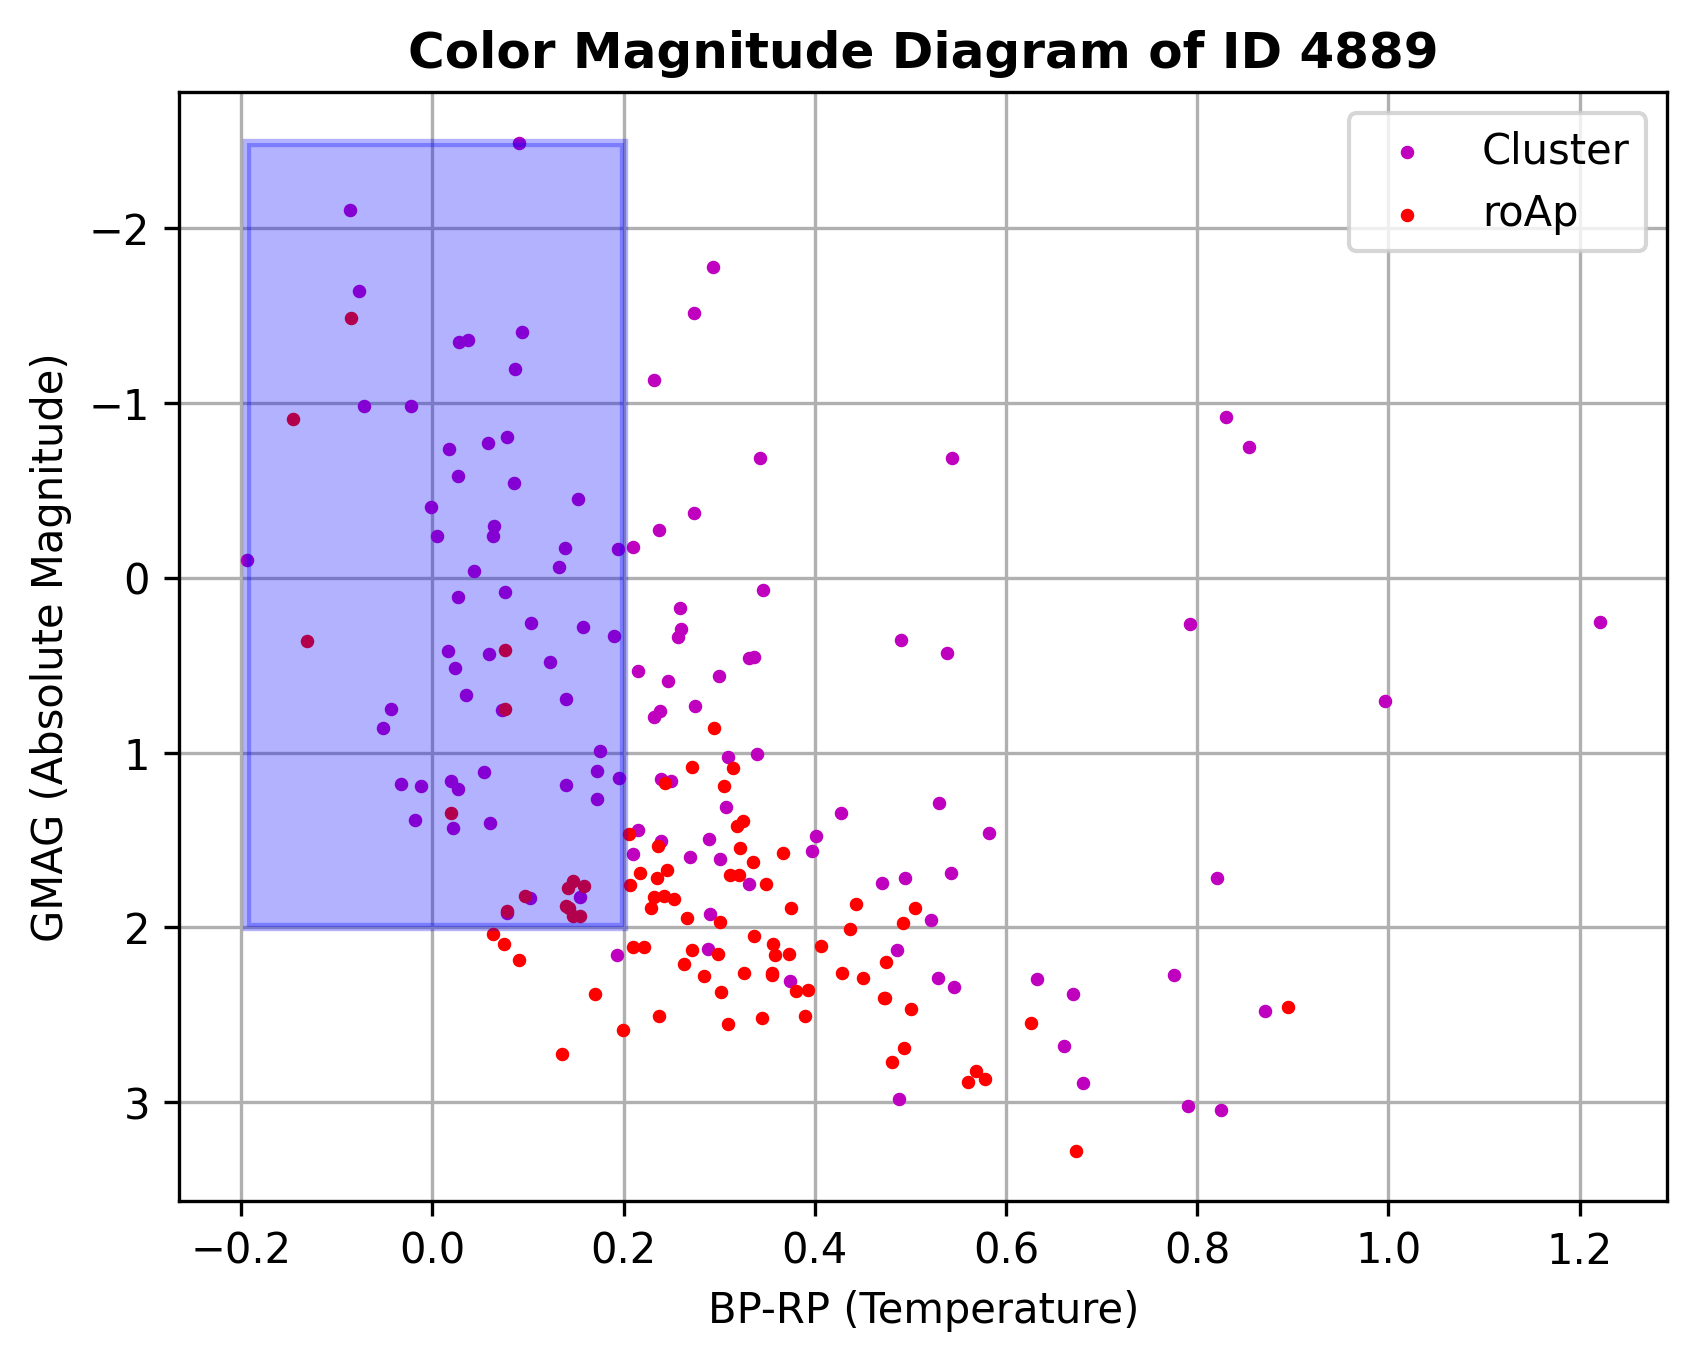 Color Magnitude Diagram of ID 4889
Cluster
roAp
−2
−1
0
1
2
3
GMAG (Absolute Magnitude)
−0.2 0.0 0.2 0.4 0.6 0.8 1.0 1.2
BP-RP (Temperature)